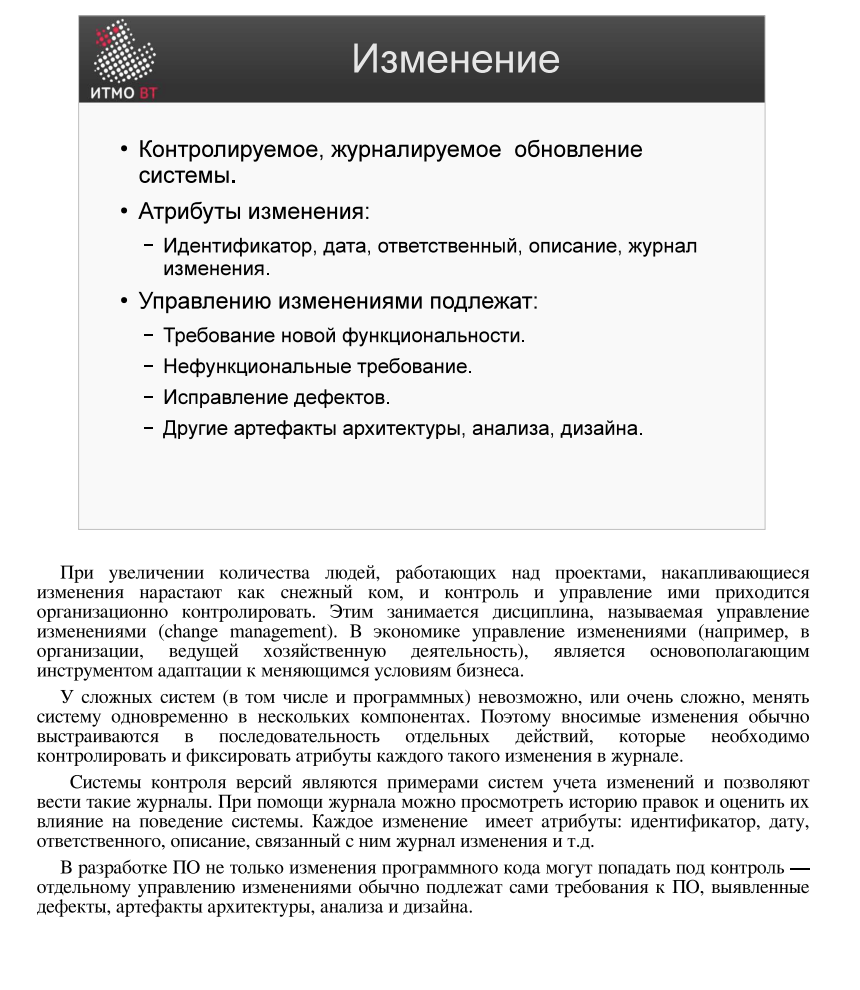 Изменение
ИТМО ВТ
• Контролируемое, журналируемое  обновление
системы.
• Атрибуты изменения:
– Идентификатор, дата, ответственный, описание, журнал
изменения.
• Управлению изменениями подлежат:
– Требование новой функциональности.
– Нефункциональные требование.
– Исправление дефектов.
– Другие артефакты архитектуры, анализа, дизайна.
При увеличении количества людей, работающих над проектами, накапливающиеся
изменения нарастают как снежный ком, и контроль и управление ими приходится
организационно контролировать. Этим занимается дисциплина, называемая управление
изменениями (change management). В экономике управление изменениями (например, в
организации, ведущей хозяйственную деятельность), является основополагающим
инструментом адаптации к меняющимся условиям бизнеса.
У сложных систем (в том числе и программных) невозможно, или очень сложно, менять
систему одновременно в нескольких компонентах. Поэтому вносимые изменения обычно
выстраиваются в последовательность отдельных действий, которые необходимо
контролировать и фиксировать атрибуты каждого такого изменения в журнале.
Системы контроля версий являются примерами систем учета изменений и позволяют
вести такие журналы. При помощи журнала можно просмотреть историю правок и оценить их
влияние на поведение системы. Каждое изменение  имеет атрибуты: идентификатор, дату,
ответственного, описание, связанный с ним журнал изменения и т.д.
В разработке ПО не только изменения программного кода могут попадать под контроль —
отдельному управлению изменениями обычно подлежат сами требования к ПО, выявленные
дефекты, артефакты архитектуры, анализа и дизайна.